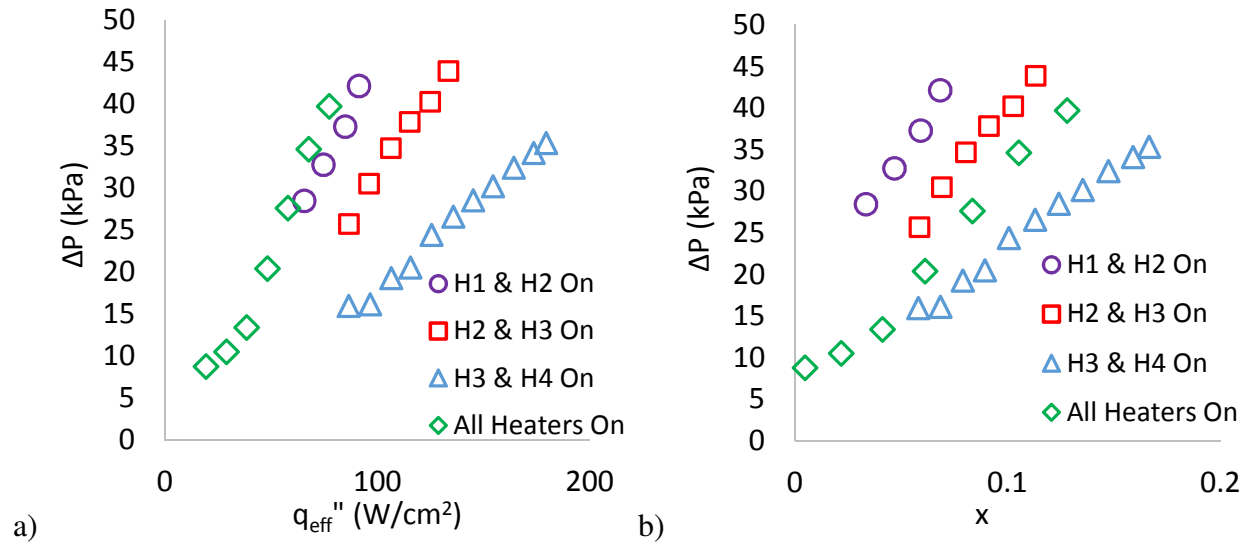 50
45
40
35
30
25
20
15
10
5
0
ΔP (kPa)
0
100
200
q_eff" (W/cm²)
H1 & H2 On
H2 & H3 On
H3 & H4 On
All Heaters On
a)
50
45
40
35
30
25
20
15
10
5
0
ΔP (kPa)
0
0.1
0.2
x
H1 & H2 On
H2 & H3 On
H3 & H4 On
All Heaters On
b)